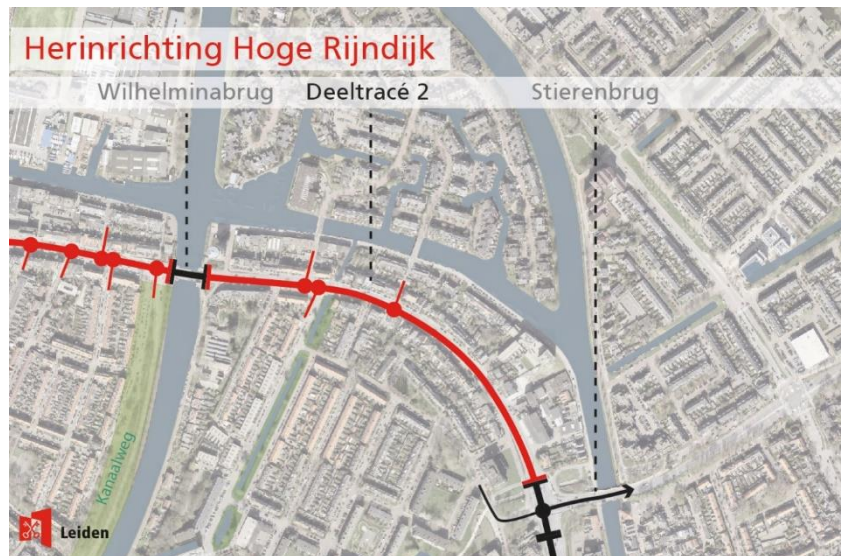 Herinrichting Hoge Rijndijk
Wilhelminabrug
Deeltracé 2
Stierenbrug
Kanaalweg
Leiden